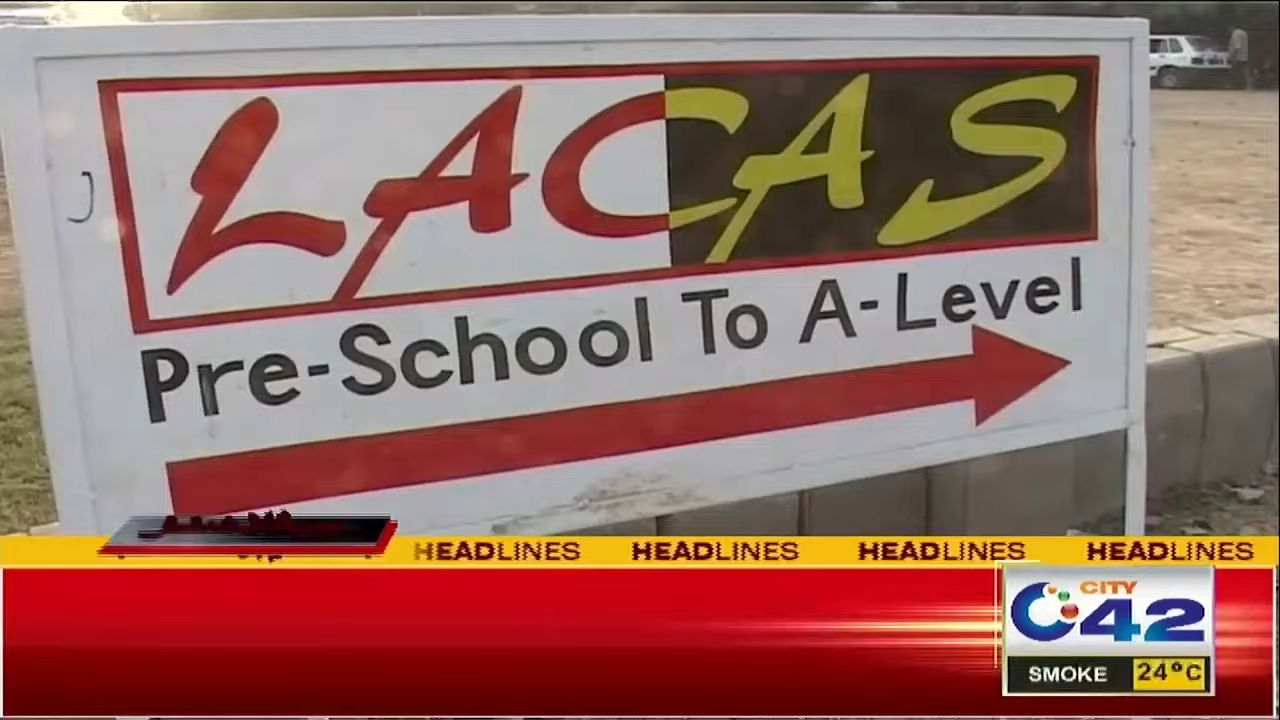 LACAS
Pre-School To A-Level
HEADLINES HEADLINES HEADLINES HEADLINES
CITY
42
SMOKE 24°C